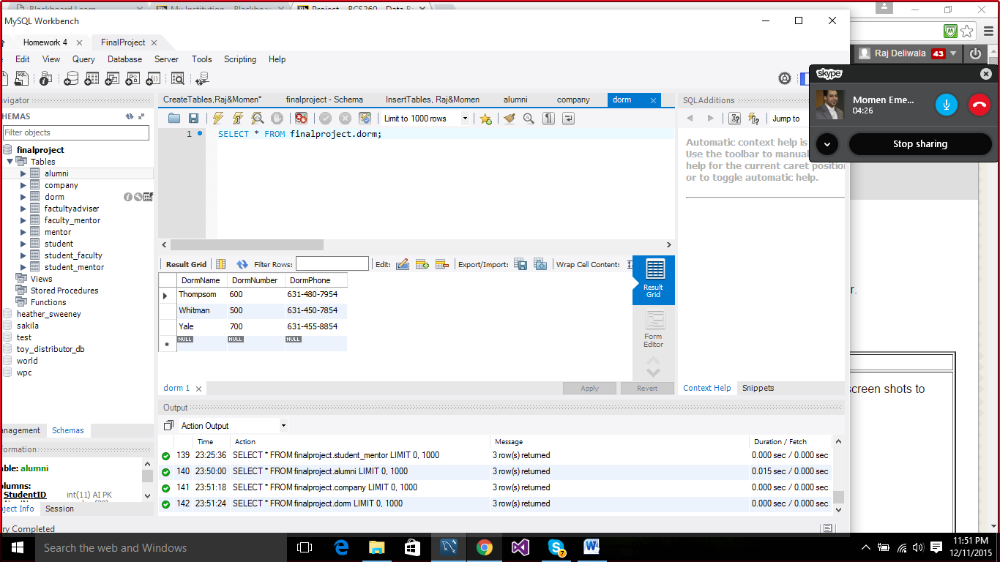 Blackboard Learn
My Institution - Blackboa
Project - BCS260 - Data B
MySQL Workbench
Homework 4
FinalProject
Edit View Query Database Server Tools Scripting Help
Raj Deliwala 43
skype
Momen Eme...
04:26
Stop sharing
avigator
CreateTables,Raj&Momen* finalproject - Schema InsertTables, Raj&Momen alumni company dorm
SQLAdditions
HEMAS
Limit to 1000 rows
Jump to
Filter objects
1 SELECT * FROM finalproject.dorm;
Automatic context help is
Use the toolbar to manual
help for the current caret position
or to toggle automatic help.
finalproject
Tables
alumni
company
dorm
factultyadviser
faculty_mentor
mentor
student
student_faculty
student_mentor
Views
Stored Procedures
Functions
heather_sweeney
sakila
test
toy_distributor_db
world
wpc
Result Grid Filter Rows: Edit: Export/Import: Wrap Cell Content:
DormName DormNumber DormPhone
Thompsom 600 631-480-7954
Whitman 500 631-450-7854
Yale 700 631-455-8854
NULL NULL NULL
Result
Grid
Form
Editor
r.
screen shots to
dorm 1
Apply
Revert
Context Help
Snippets
Output
Action Output
anagement
Schemas
formation
ble: alumni
olumns:
StudentID int(11) AI PK
oject Info
Session
Time Action Message Duration / Fetch
139 23:25:36 SELECT * FROM finalproject.student_mentor LIMIT 0, 1000 3 row(s) returned 0.000 sec / 0.000 sec
140 23:50:00 SELECT * FROM finalproject.alumni LIMIT 0, 1000 3 row(s) returned 0.015 sec / 0.000 sec
141 23:51:18 SELECT * FROM finalproject.company LIMIT 0, 1000 3 row(s) returned 0.000 sec / 0.000 sec
142 23:51:24 SELECT * FROM finalproject.dorm LIMIT 0, 1000 3 row(s) returned 0.000 sec / 0.000 sec
ry Completed
Search the web and Windows
7
11:51 PM
12/11/2015